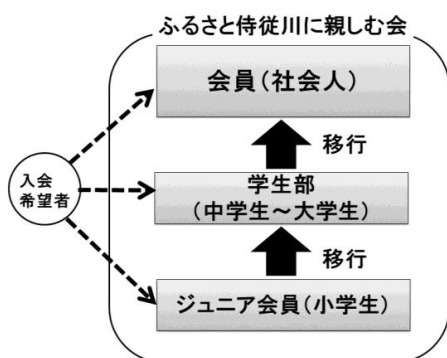 ふるさと侍従川に親しむ会
会員(社会人)
移行
入会
希望者
学生部
(中学生~大学生)
移行
ジュニア会員(小学生)